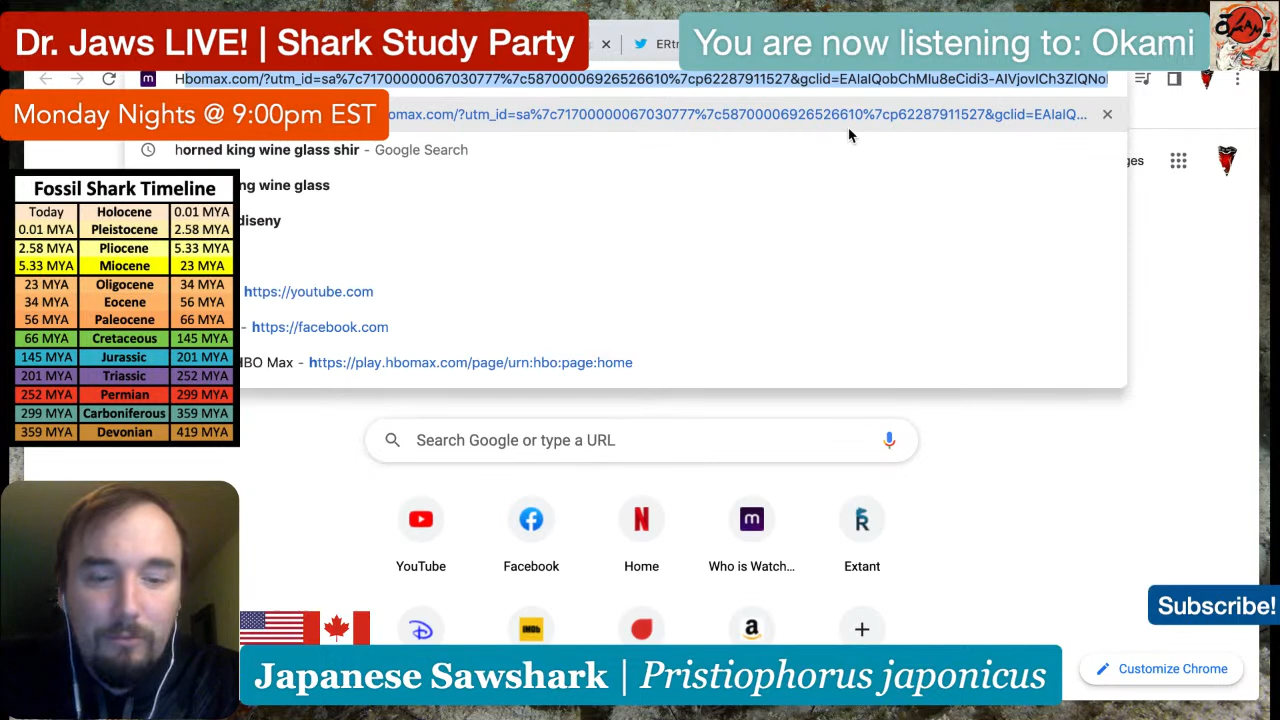 Dr. Jaws LIVE! | Shark Study Party
ERtr
You are now listening to: Okami
Hbomax.com/?utm_id=sa%7c71700000067030777%7c58700006926526610%7cp62287911527&gclid=EAIaIQobChMIu8eCidi3-AIVjovICh3ZIQNo
Monday Nights @ 9:00pm EST
omax.com/?utm_id=sa%7c71700000067030777%7c58700006926526610%7cp62287911527&gclid=EAIaIQ...
horned king wine glass shir - Google Search
ges
ng wine glass
diseny
- https://youtube.com
- https://facebook.com
HBO Max - https://play.hbomax.com/page/urn:hbo:page:home
Fossil Shark Timeline
Today Holocene 0.01 MYA
0.01 MYA Pleistocene 2.58 MYA
2.58 MYA Pliocene 5.33 MYA
5.33 MYA Miocene 23 MYA
23 MYA Oligocene 34 MYA
34 MYA Eocene 56 MYA
56 MYA Paleocene 66 MYA
66 MYA Cretaceous 145 MYA
145 MYA Jurassic 201 MYA
201 MYA Triassic 252 MYA
252 MYA Permian 299 MYA
299 MYA Carboniferous 359 MYA
359 MYA Devonian 419 MYA
Search Google or type a URL
YouTube
Facebook
Home
Who is Watch...
Extant
IMDb
Subscribe!
Customize Chrome
Japanese Sawshark | Pristiophorus japonicus